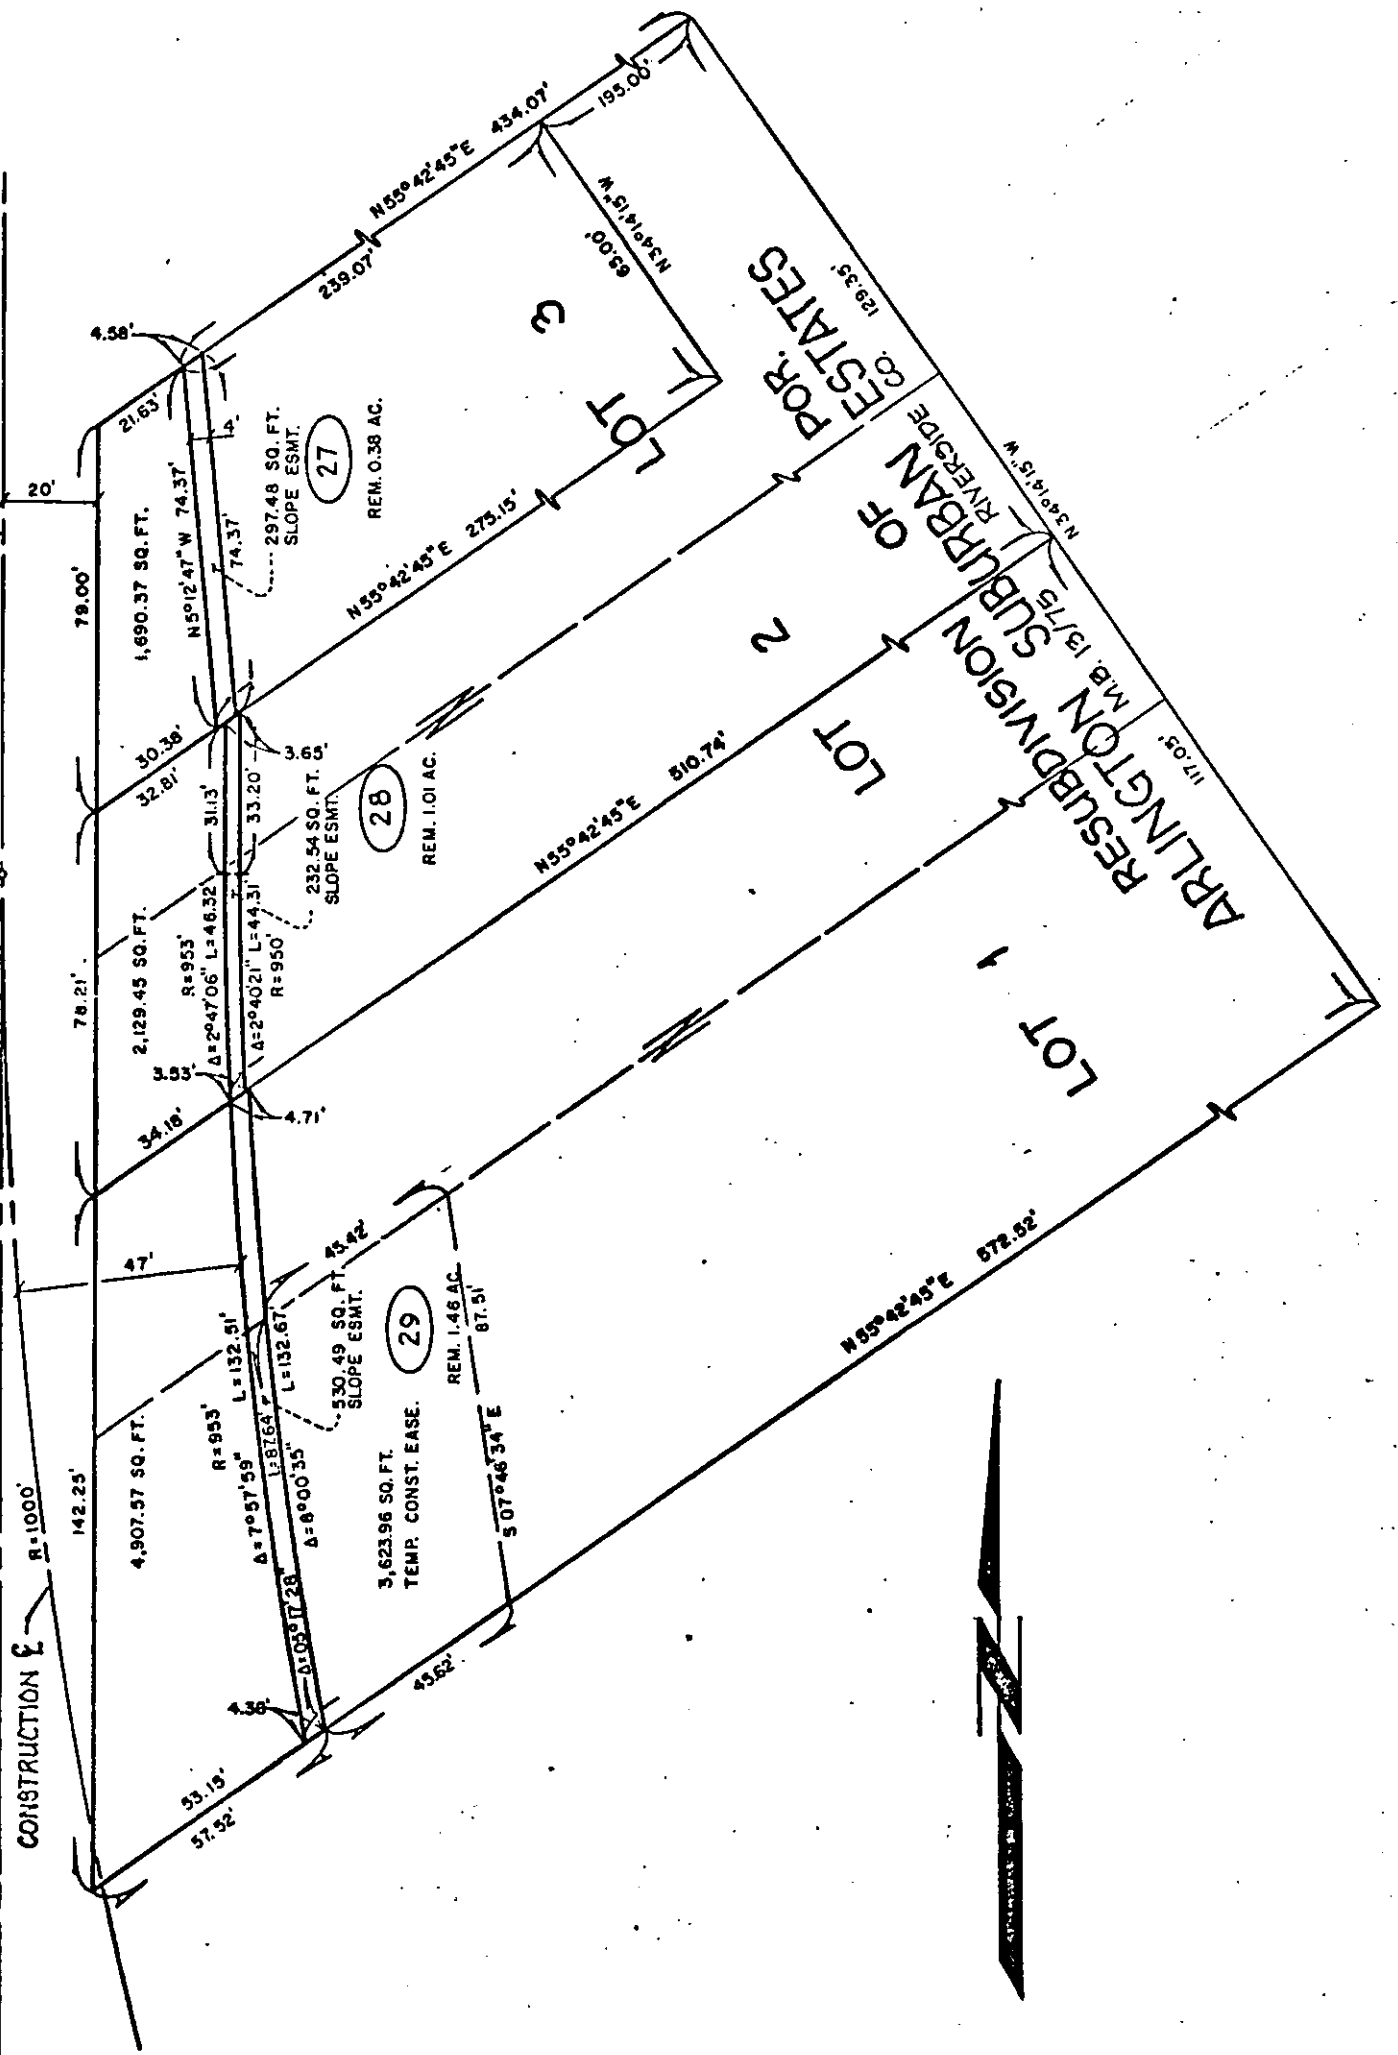 CONSTRUCTION ℄
R=1000'
20'
79.00'
78.21'
142.25'
47'
21.63'
4.58'
239.07'
N55°42'45"E 434.07'
195.00'
1,690.37 SQ. FT.
N5°12'47"W 74.37'
74.37'
4'
297.48 SQ. FT.
SLOPE ESMT.
27
REM. 0.38 AC.
LOT 3
65.00'
N34°14'15"W
30.38'
32.81'
N55°42'45"E 275.15'
2,129.45 SQ. FT.
31.13'
33.20'
3.65'
R=953'
Δ=2°47'06" L=46.32'
Δ=2°40'21" L=44.31'
R=950'
232.54 SQ. FT.
SLOPE ESMT.
28
REM. 1.01 AC.
LOT 2
3.53'
34.18'
4.71'
N55°42'45"E 510.74'
4,907.57 SQ. FT.
R=953'
Δ=7°57'59" L=132.51'
L=87.64'
L=132.67'
Δ=8°00'35"
Δ=05°17'28"
530.49 SQ. FT.
SLOPE ESMT.
29
3,623.96 SQ. FT.
TEMP. CONST. EASE.
REM. 1.46 AC.
45.42'
87.51'
S07°46'34"E
LOT 1
4.38'
53.15'
57.52'
45.62'
N55°42'45"E 572.52'
POR.
RESUBDIVISION OF
ARLINGTON SUBURBAN ESTATES
M.B. 13/75 RIVERSIDE CO.
129.35'
N34°14'15"W
117.05'